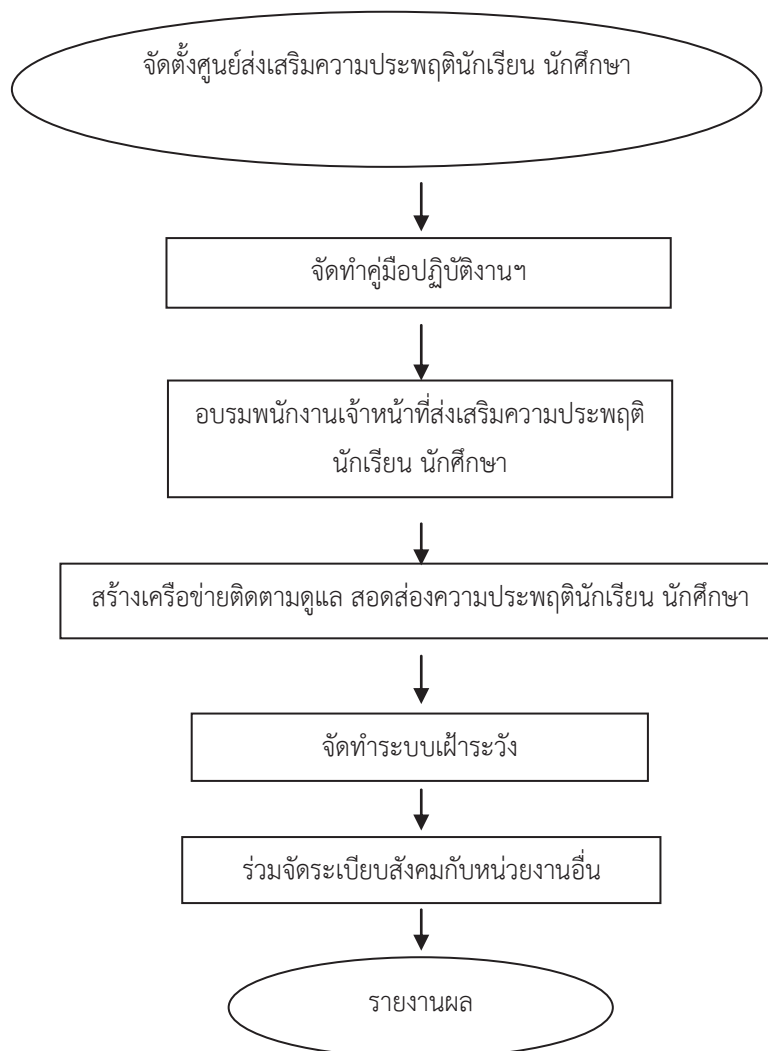 จัดตั้งศูนย์ส่งเสริมความประพฤตินักเรียน นักศึกษา
จัดทำคู่มือปฏิบัติงานฯ
อบรมพนักงานเจ้าหน้าที่ส่งเสริมความประพฤติ
นักเรียน นักศึกษา
สร้างเครือข่ายติดตามดูแล สอดส่องความประพฤตินักเรียน นักศึกษา
จัดทำระบบเฝ้าระวัง
ร่วมจัดระเบียบสังคมกับหน่วยงานอื่น
รายงานผล